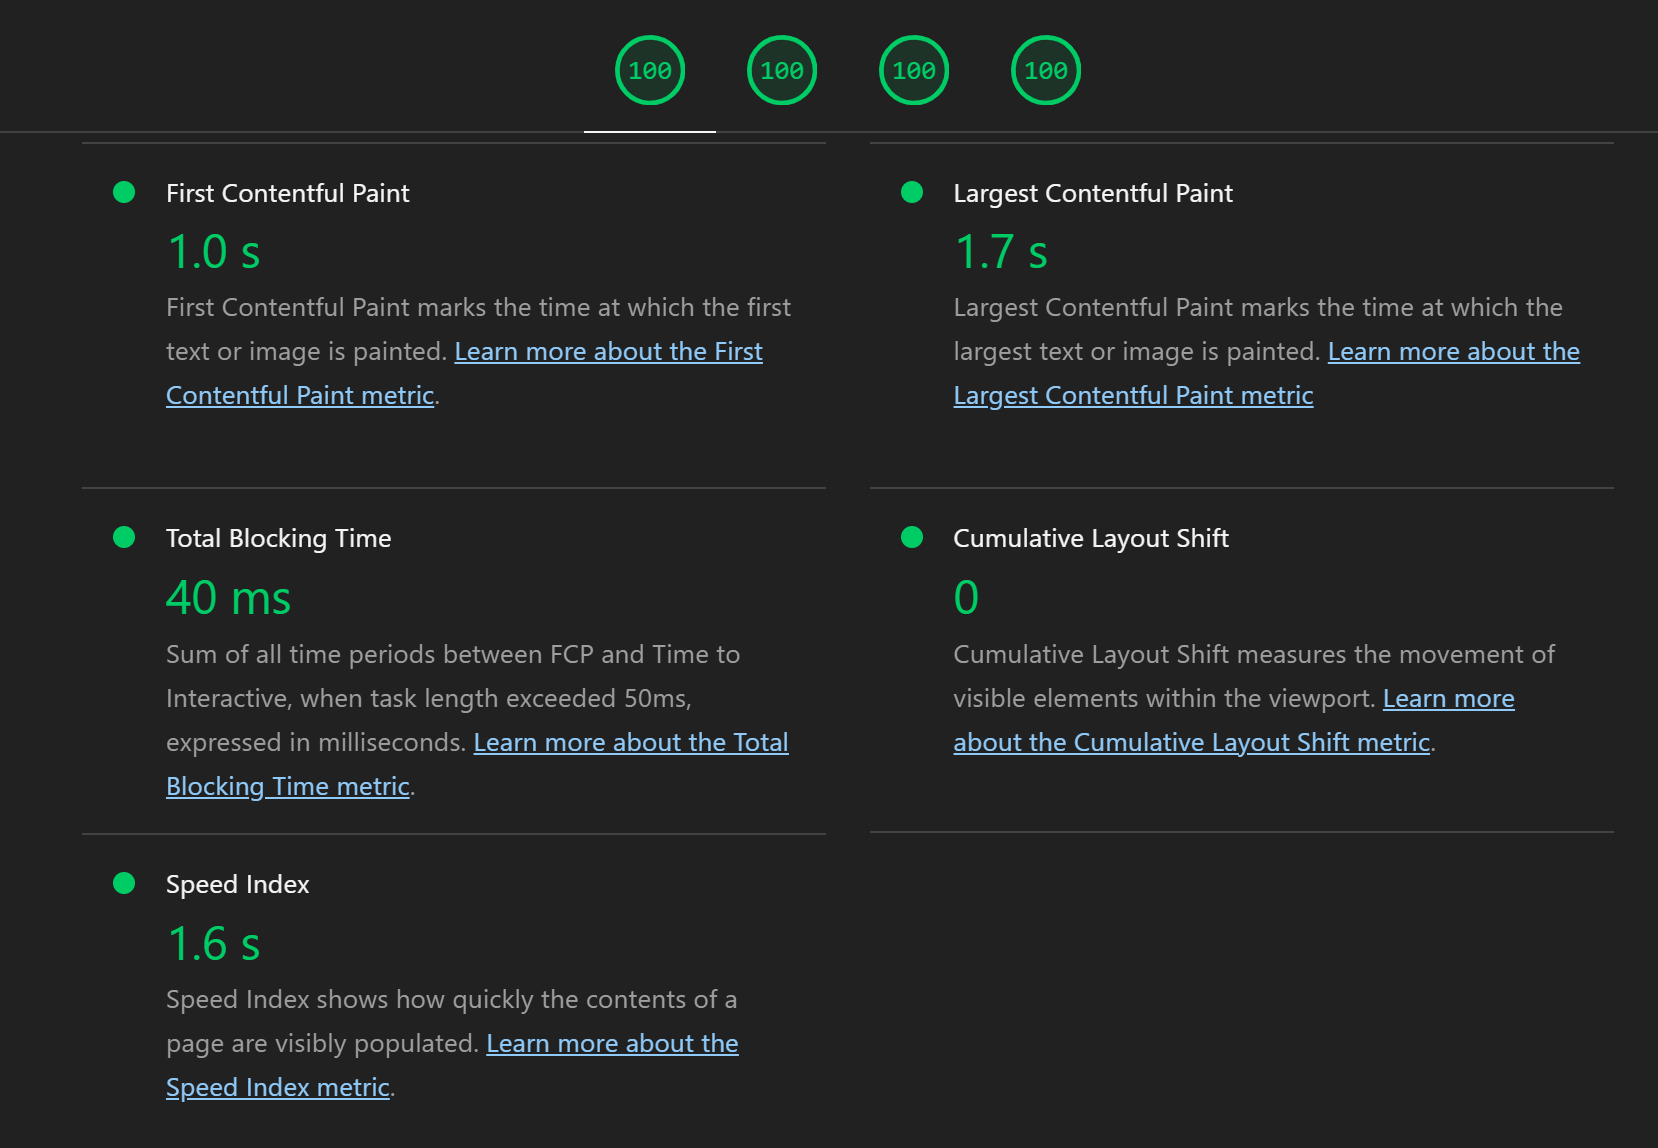 100 100 100 100
First Contentful Paint
1.0 s
First Contentful Paint marks the time at which the first
text or image is painted. Learn more about the First
Contentful Paint metric.
Largest Contentful Paint
1.7 s
Largest Contentful Paint marks the time at which the
largest text or image is painted. Learn more about the
Largest Contentful Paint metric
Total Blocking Time
40 ms
Sum of all time periods between FCP and Time to
Interactive, when task length exceeded 50ms,
expressed in milliseconds. Learn more about the Total
Blocking Time metric.
Cumulative Layout Shift
0
Cumulative Layout Shift measures the movement of
visible elements within the viewport. Learn more
about the Cumulative Layout Shift metric.
Speed Index
1.6 s
Speed Index shows how quickly the contents of a
page are visibly populated. Learn more about the
Speed Index metric.